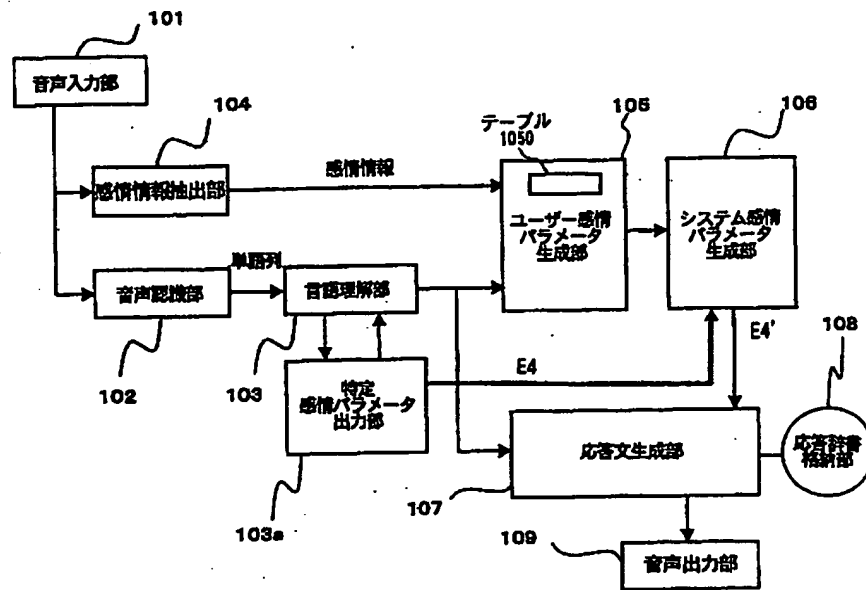 101
音声入力部
104
感情情報抽出部
感情情報
テーブル
1050
105
ユーザー感情
パラメータ
生成部
106
システム感情
パラメータ
生成部
音声認識部
102
単語列
言語理解部
103
特定
感情パラメータ
出力部
103a
E4
E4'
108
応答辞書
格納部
応答文生成部
107
109
音声出力部